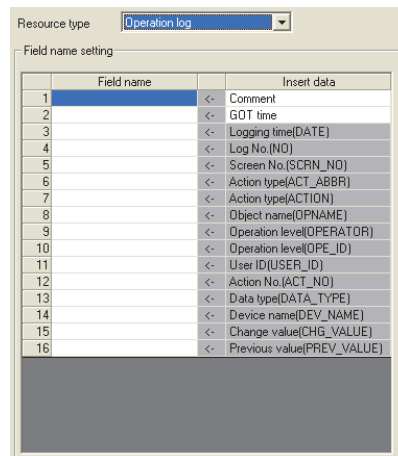 Resource type Operation log
Field name setting
Field name Insert data
1 <- Comment
2 <- GOT time
3 <- Logging time(DATE)
4 <- Log No.(NO)
5 <- Screen No.(SCRN_NO)
6 <- Action type(ACT_ABBR)
7 <- Action type(ACTION)
8 <- Object name(OPNAME)
9 <- Operation level(OPERATOR)
10 <- Operation level(OPE_ID)
11 <- User ID(USER_ID)
12 <- Action No.(ACT_NO)
13 <- Data type(DATA_TYPE)
14 <- Device name(DEV_NAME)
15 <- Change value(CHG_VALUE)
16 <- Previous value(PREV_VALUE)